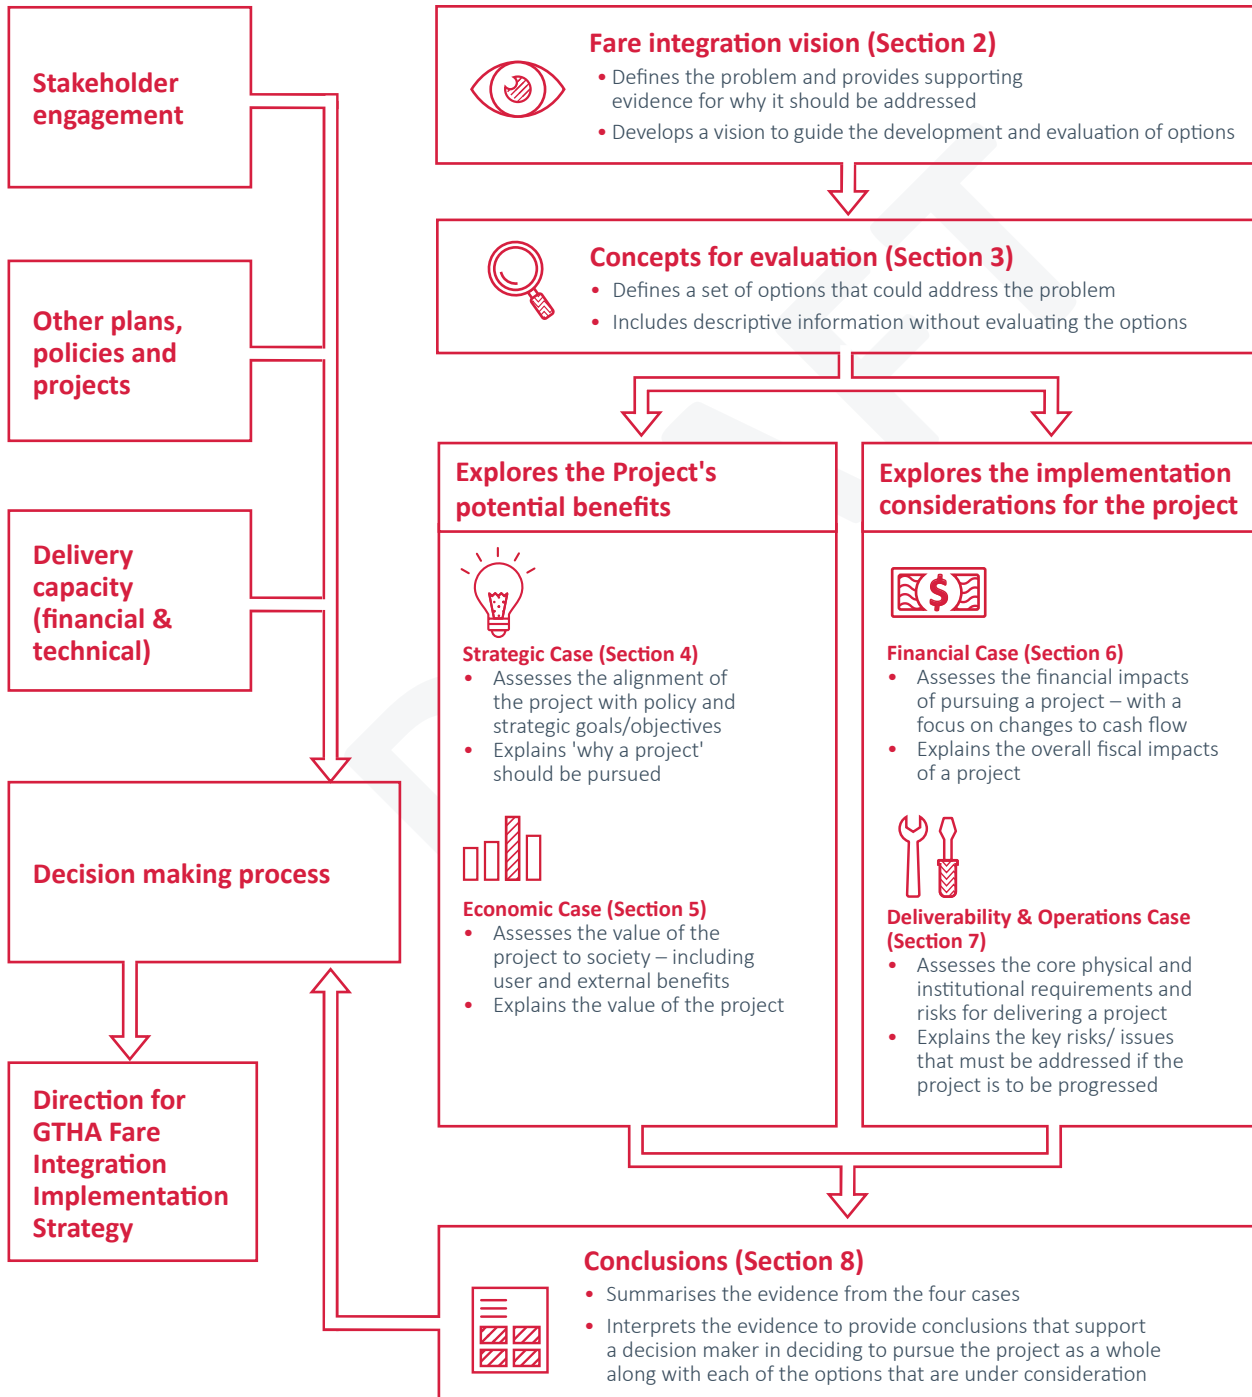 Stakeholder
engagement
Other plans,
policies and
projects
Delivery
capacity
(financial &
technical)
Decision making process
Direction for
GTHA Fare
Integration
Implementation
Strategy
Fare integration vision (Section 2)
• Defines the problem and provides supporting
evidence for why it should be addressed
• Develops a vision to guide the development and evaluation of options
Concepts for evaluation (Section 3)
• Defines a set of options that could address the problem
• Includes descriptive information without evaluating the options
Explores the Project's
potential benefits
Strategic Case (Section 4)
• Assesses the alignment of
the project with policy and
strategic goals/objectives
• Explains 'why a project'
should be pursued
Economic Case (Section 5)
• Assesses the value of the
project to society – including
user and external benefits
• Explains the value of the project
Explores the implementation
considerations for the project
$
Financial Case (Section 6)
• Assesses the financial impacts
of pursuing a project – with a
focus on changes to cash flow
• Explains the overall fiscal impacts
of a project
Deliverability & Operations Case
(Section 7)
• Assesses the core physical and
institutional requirements and
risks for delivering a project
• Explains the key risks/ issues
that must be addressed if the
project is to be progressed
Conclusions (Section 8)
• Summarises the evidence from the four cases
• Interprets the evidence to provide conclusions that support
a decision maker in deciding to pursue the project as a whole
along with each of the options that are under consideration
DRAFT